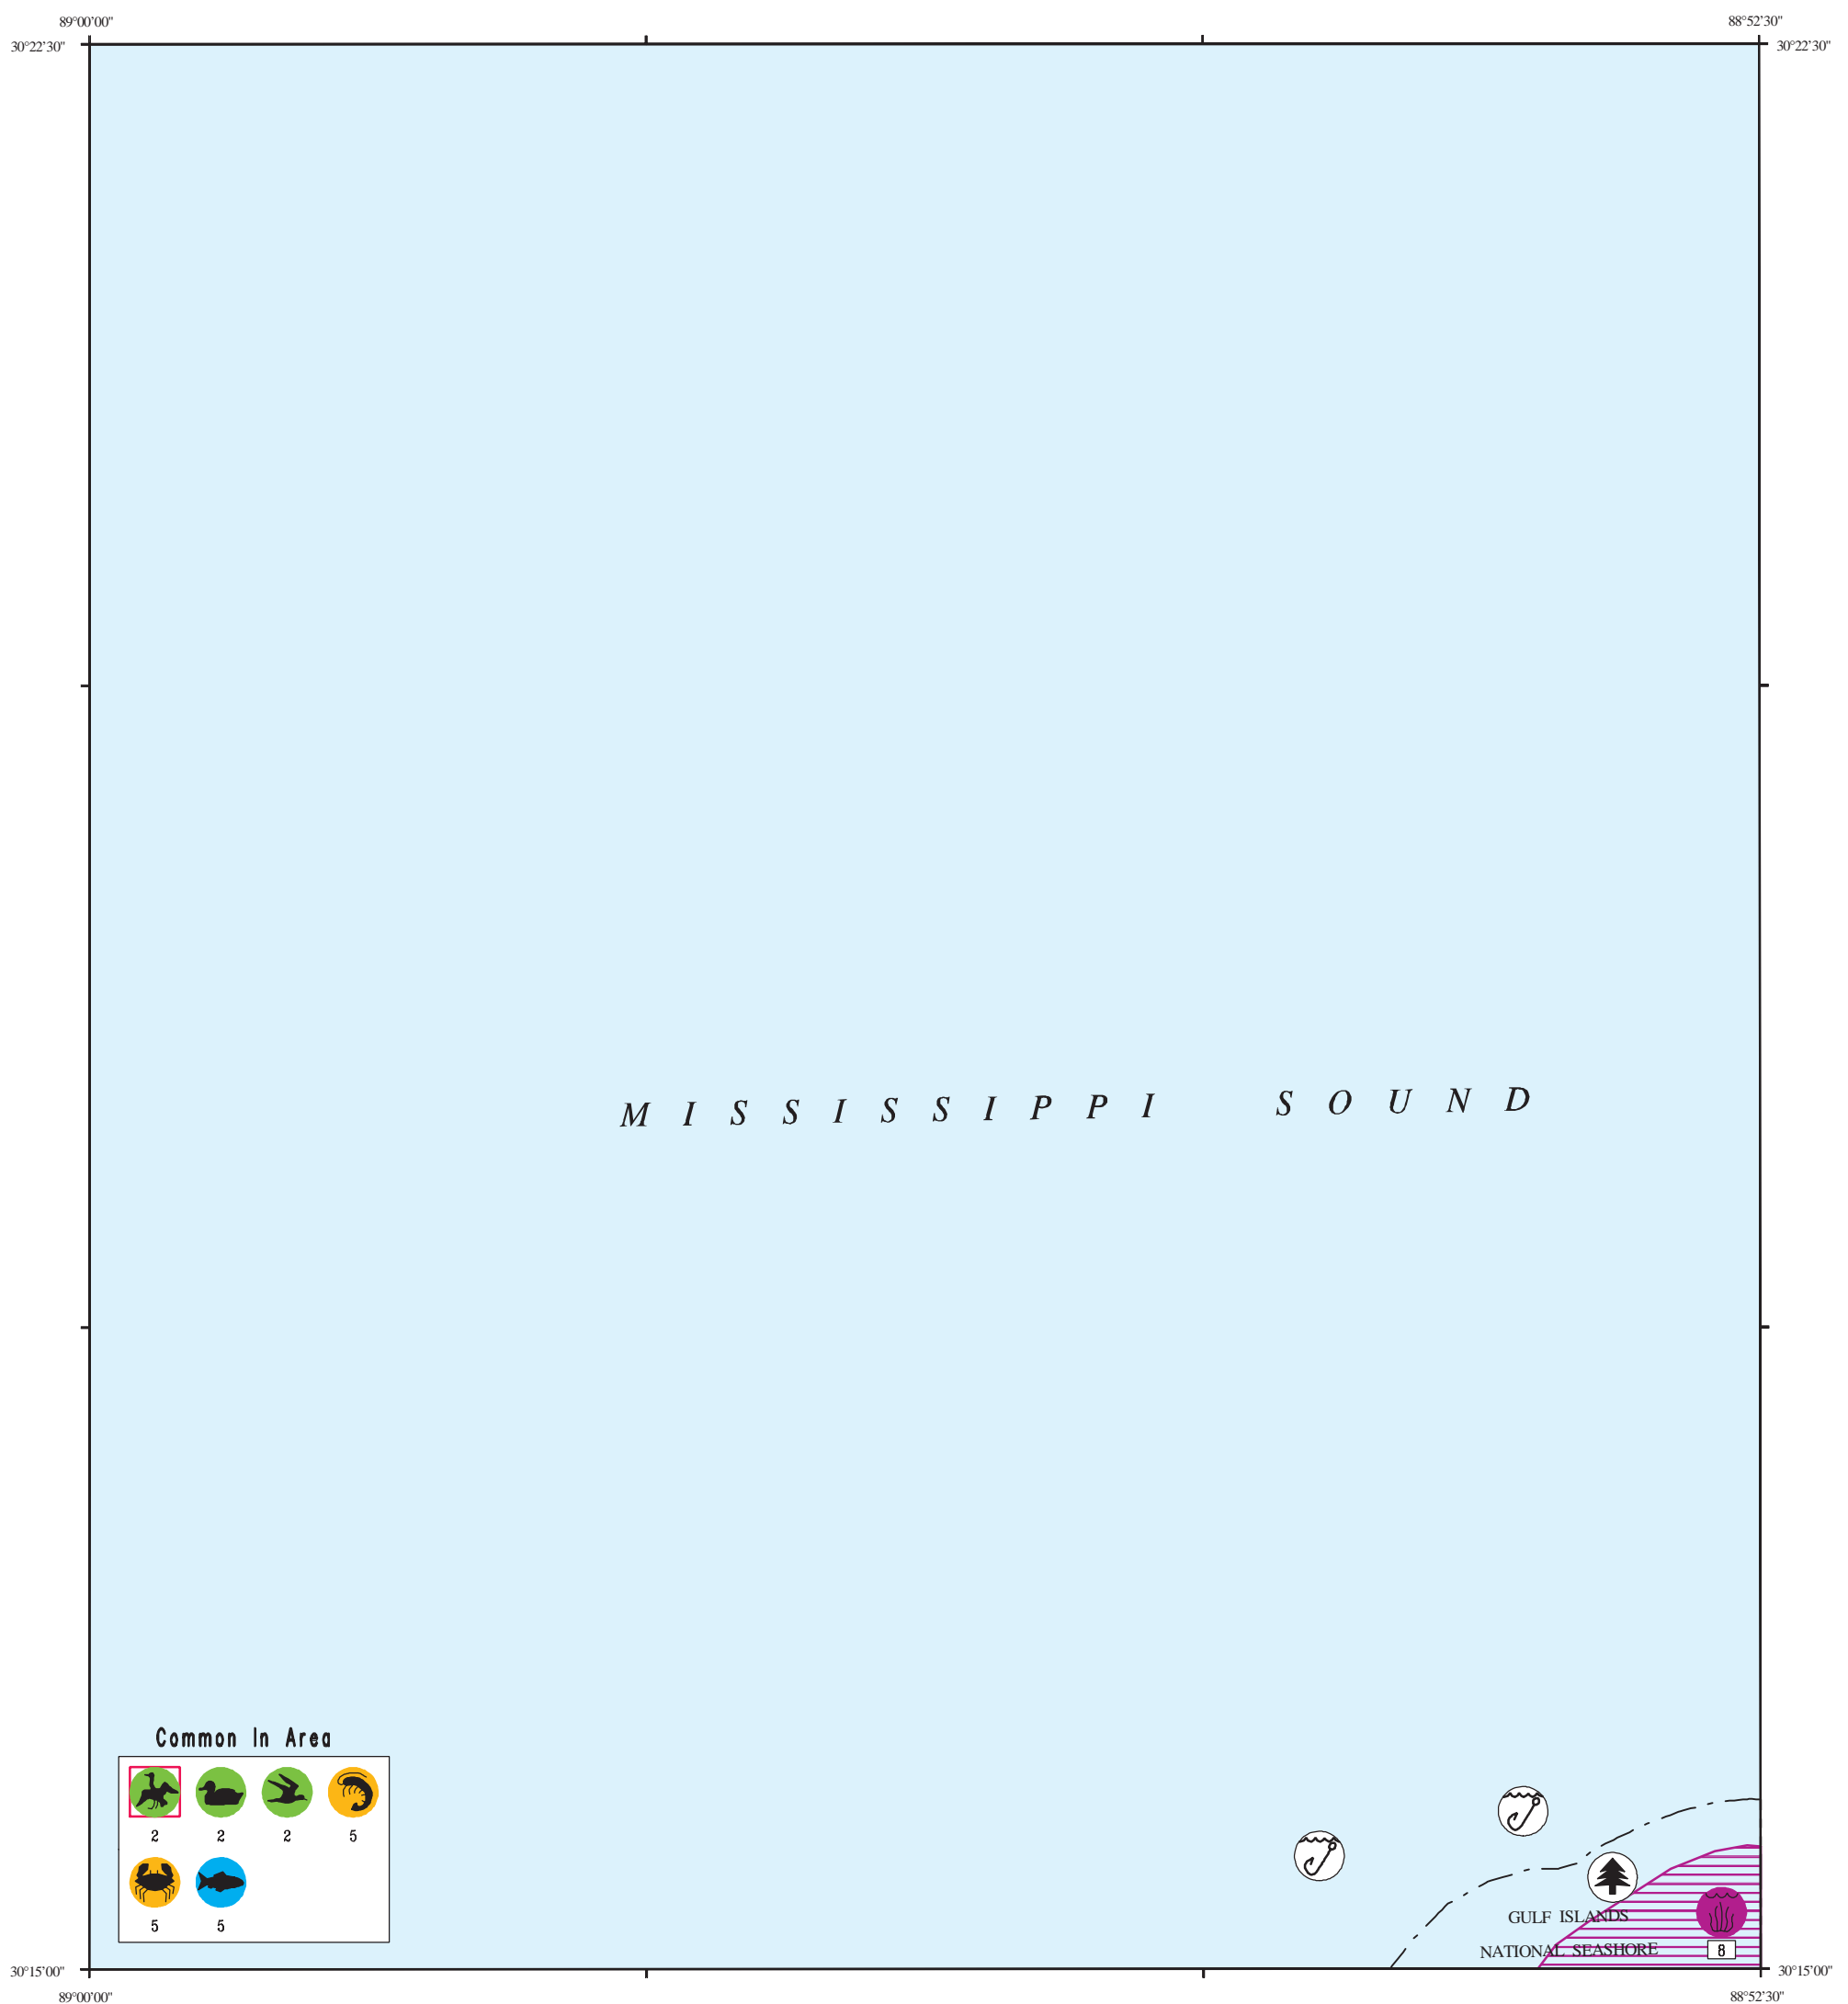 89°00'00" 88°52'30"
30°22'30" 30°22'30"
MISSISSIPPI SOUND
Common In Area
2 2 2 5
5 5
GULF ISLANDS
NATIONAL SEASHORE
8
30°15'00" 30°15'00"
89°00'00" 88°52'30"